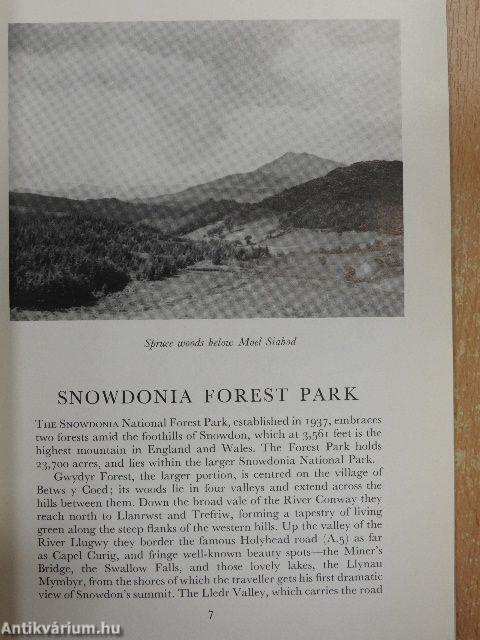 Spruce woods below Moel Siabod
SNOWDONIA FOREST PARK
THE SNOWDONIA National Forest Park, established in 1937, embraces
two forests amid the foothills of Snowdon, which at 3,561 feet is the
highest mountain in England and Wales. The Forest Park holds
23,700 acres, and lies within the larger Snowdonia National Park.
Gwydyr Forest, the larger portion, is centred on the village of
Betws y Coed; its woods lie in four valleys and extend across the
hills between them. Down the broad vale of the River Conway they
reach north to Llanrwst and Trefriw, forming a tapestry of living
green along the steep flanks of the western hills. Up the valley of the
River Llugwy they border the famous Holyhead road (A.5) as far
as Capel Curig, and fringe well-known beauty spots—the Miner's
Bridge, the Swallow Falls, and those lovely lakes, the Llynau
Mymbyr, from the shores of which the traveller gets his first dramatic
view of Snowdon's summit. The Lledr Valley, which carries the road
7
Antikvárium.hu